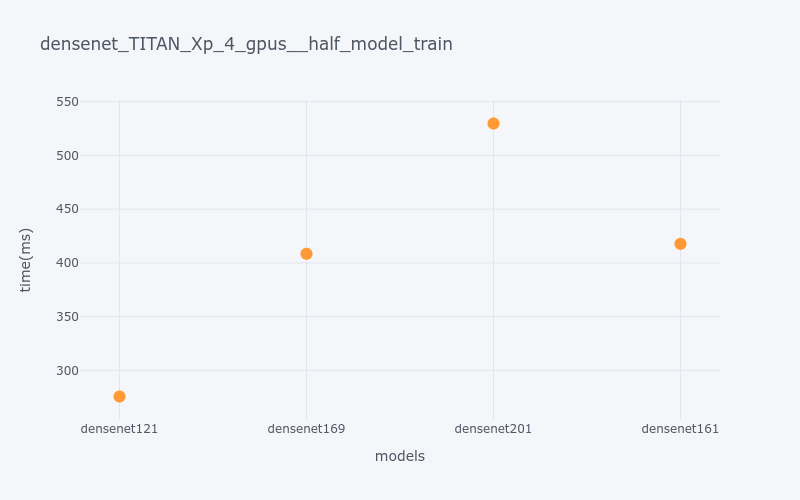 densenet_TITAN_Xp_4_gpus__half_model_train
550
500
450
400
350
300
time(ms)
densenet121
densenet169
densenet201
densenet161
models